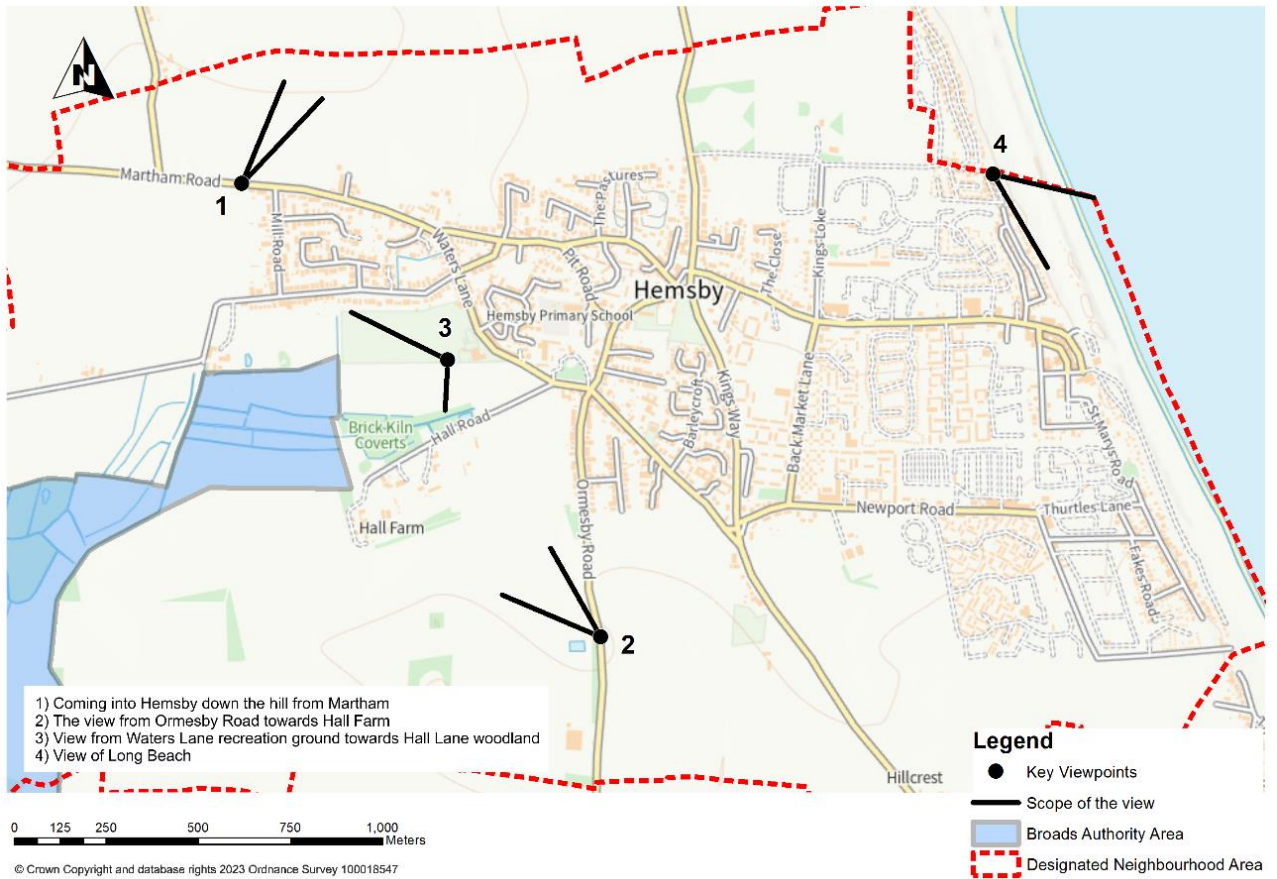 N
Martham Road
1
Mill Road
Waters Lane
The Pastures
Pit Road
Hemsby
Hemsby Primary School
The Close
Kings Loke
4
3
Brick Kiln
Coverts
Hall Road
Hall Farm
Barleycroft
Kings Way
Back Market Lane
Ormesby Road
Newport Road
St Marys Road
Thurtles Lane
Fakes Road
2
Hillcrest
1) Coming into Hemsby down the hill from Martham
2) The view from Ormesby Road towards Hall Farm
3) View from Waters Lane recreation ground towards Hall Lane woodland
4) View of Long Beach
Legend
Key Viewpoints
Scope of the view
Broads Authority Area
Designated Neighbourhood Area
0 125 250 500 750 1,000
Meters
© Crown Copyright and database rights 2023 Ordnance Survey 100018547